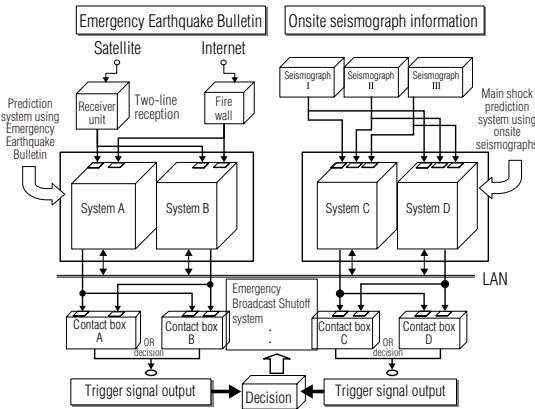 Emergency Earthquake Bulletin
Onsite seismograph information
Satellite
Internet
Receiver
unit
Two-line
reception
Fire
wall
Seismograph
I
Seismograph
II
Seismograph
III
Prediction
system using
Emergency
Earthquake
Bulletin
Main shock
prediction
system using
onsite
seismographs
System A
System B
System C
System D
LAN
Emergency
Broadcast Shutoff
system
.
.
Contact box
A
OR
decision
Contact box
B
Contact box
C
OR
decision
Contact box
D
Trigger signal output
Decision
Trigger signal output